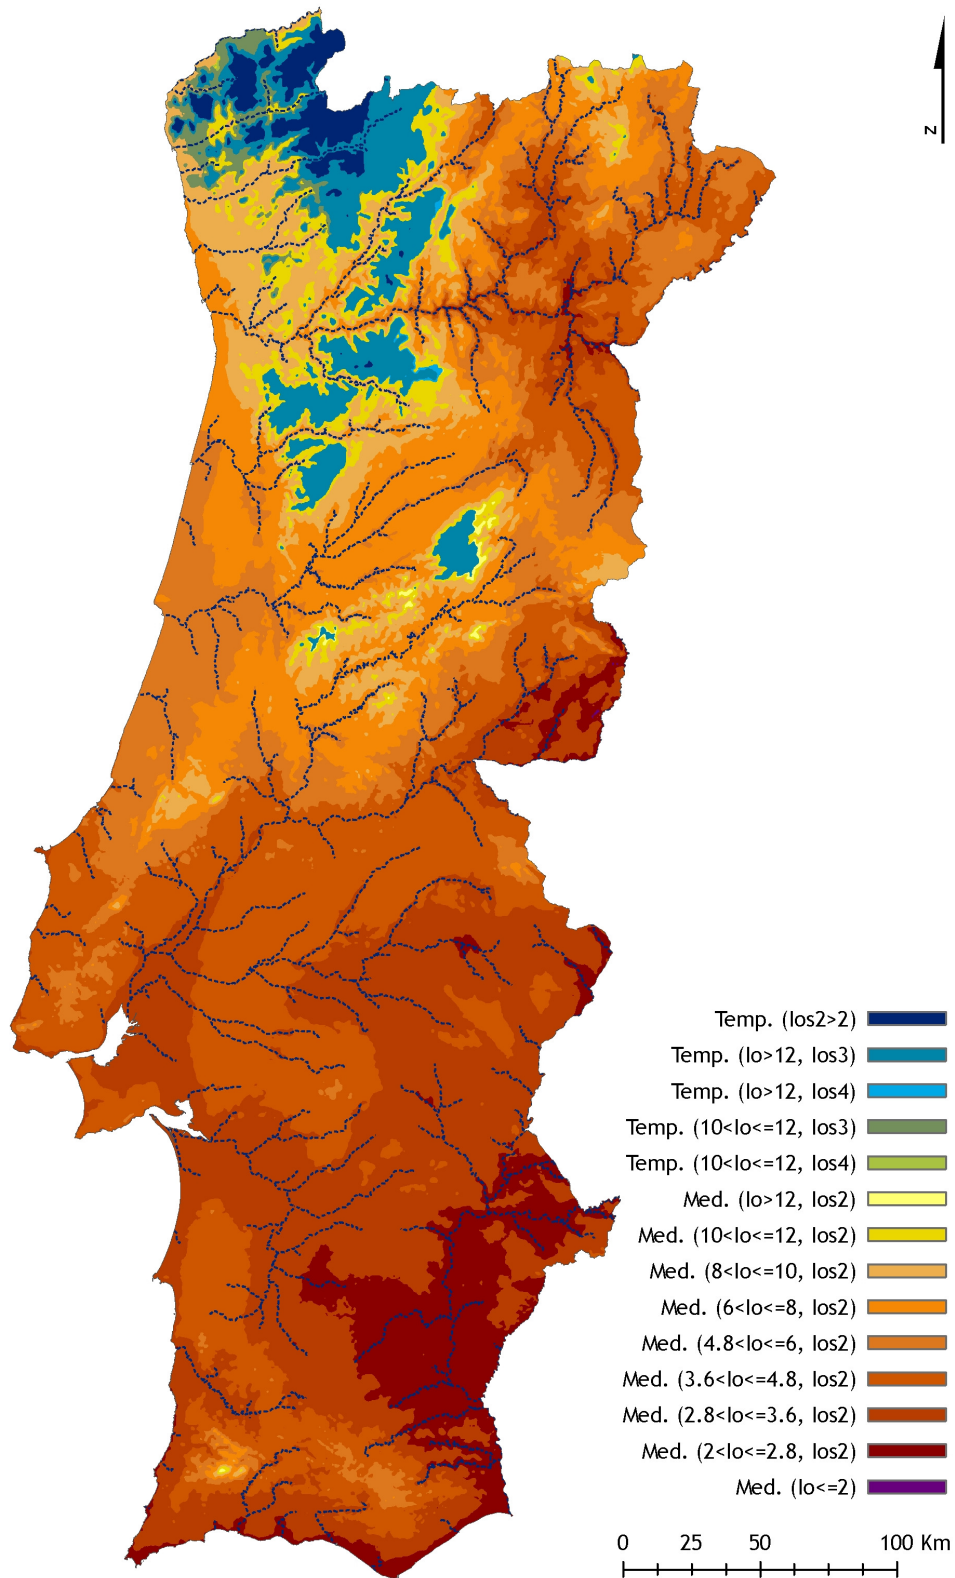 N
Temp. (Ios2>2)
Temp. (Io>12, Ios3)
Temp. (Io>12, Ios4)
Temp. (10<Io<=12, Ios3)
Temp. (10<Io<=12, Ios4)
Med. (Io>12, Ios2)
Med. (10<Io<=12, Ios2)
Med. (8<Io<=10, Ios2)
Med. (6<Io<=8, Ios2)
Med. (4.8<Io<=6, Ios2)
Med. (3.6<Io<=4.8, Ios2)
Med. (2.8<Io<=3.6, Ios2)
Med. (2<Io<=2.8, Ios2)
Med. (Io<=2)
0 25 50 100 Km